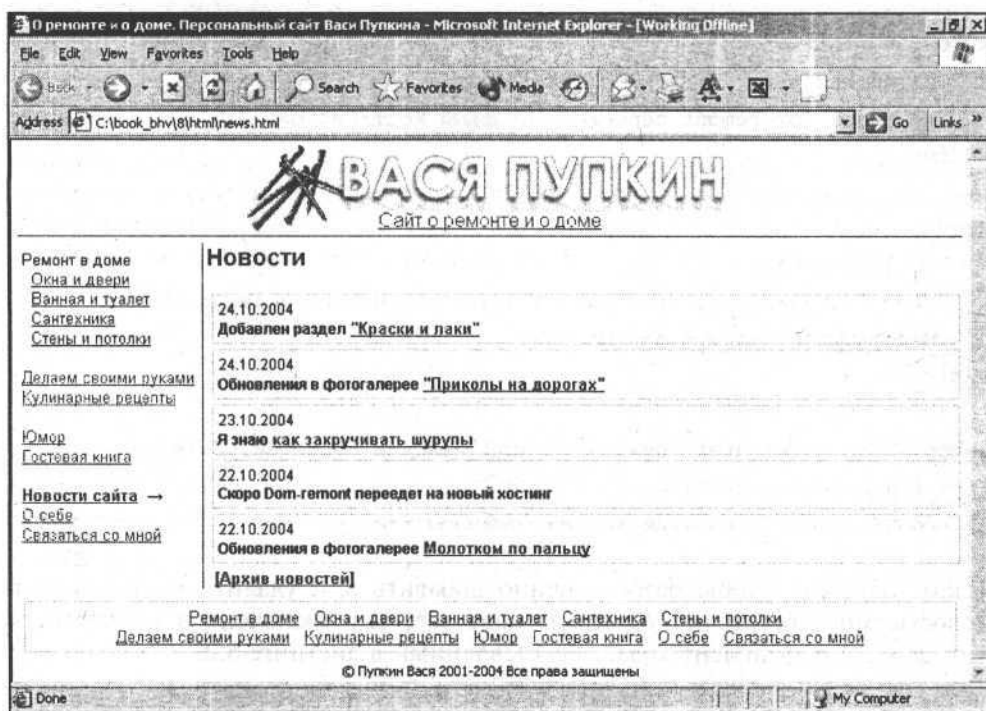 О ремонте и о доме. Персональный сайт Васи Пупкина - Microsoft Internet Explorer - [Working Offline]
File Edit View Favorites Tools Help
Back Search Favorites Media
Address C:\book_bhv\8\html\news.html Go Links »
ВАСЯ ПУПКИН
Сайт о ремонте и о доме
Ремонт в доме
Окна и двери
Ванная и туалет
Сантехника
Стены и потолки
Делаем своими руками
Кулинарные рецепты
Юмор
Гостевая книга
Новости сайта →
О себе
Связаться со мной
Новости
24.10.2004
Добавлен раздел "Краски и лаки"
24.10.2004
Обновления в фотогалерее "Приколы на дорогах"
23.10.2004
Я знаю как закручивать шурупы
22.10.2004
Скоро Dom-remont переедет на новый хостинг
22.10.2004
Обновления в фотогалерее Молотком по пальцу
[Архив новостей]
Ремонт в доме Окна и двери Ванная и туалет Сантехника Стены и потолки
Делаем своими руками Кулинарные рецепты Юмор Гостевая книга О себе Связаться со мной
© Пупкин Вася 2001-2004 Все права защищены
Done My Computer